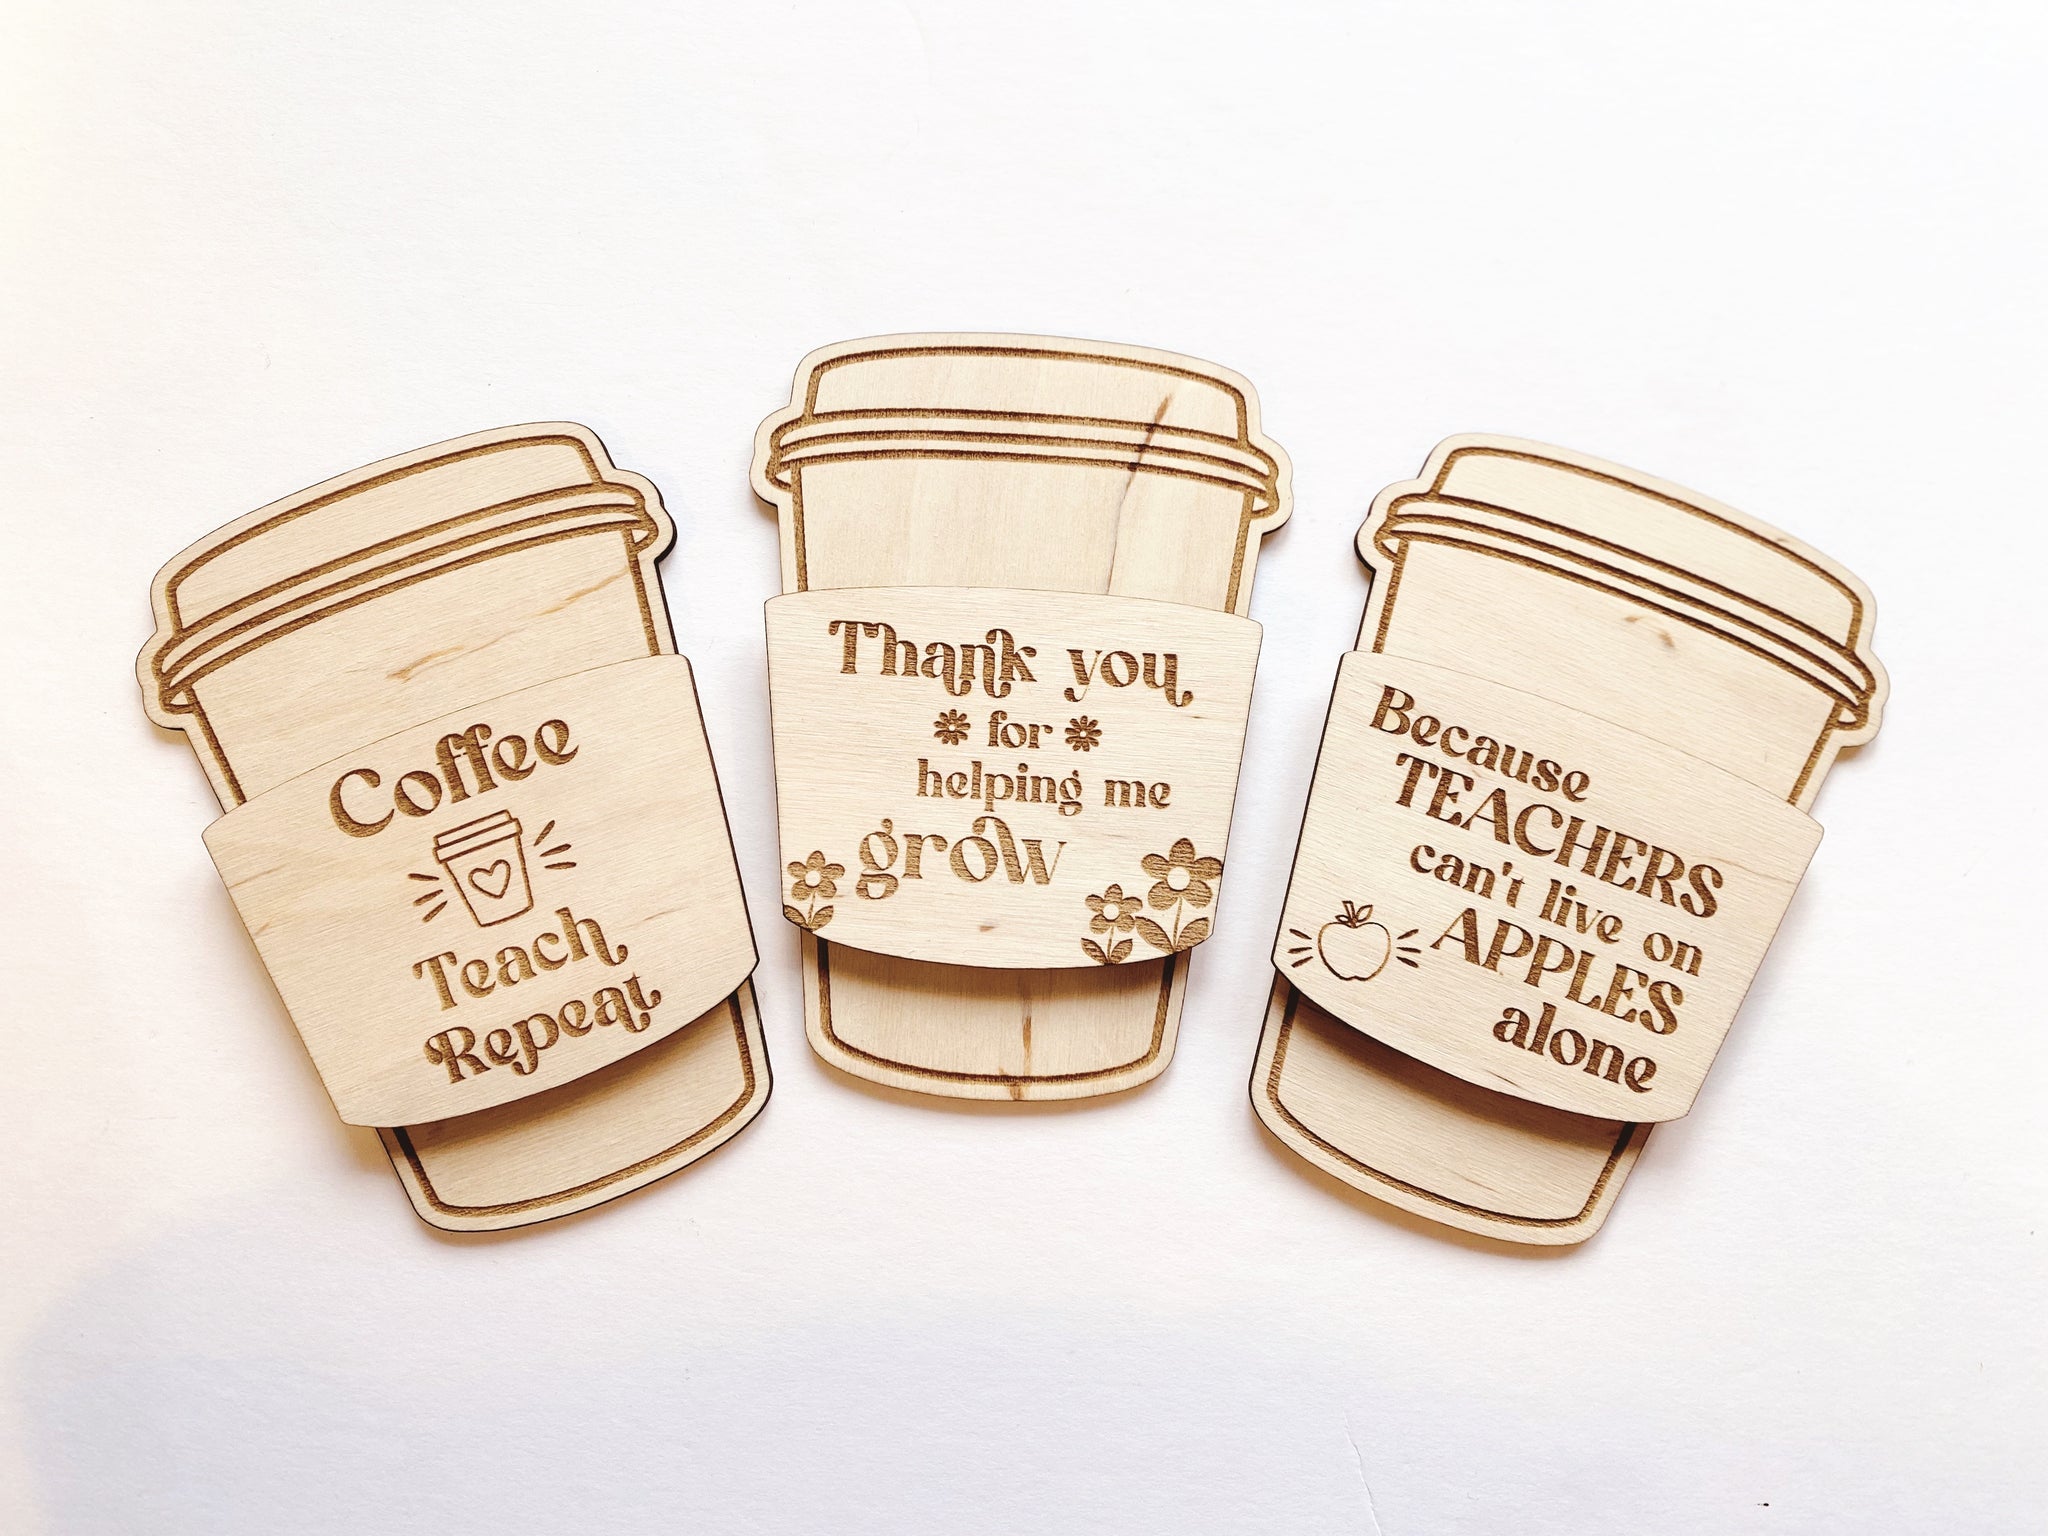 Coffee
Teach
Repeat
Thank you
for
helping me
grow
Because
TEACHERS
can't live on
APPLES
alone